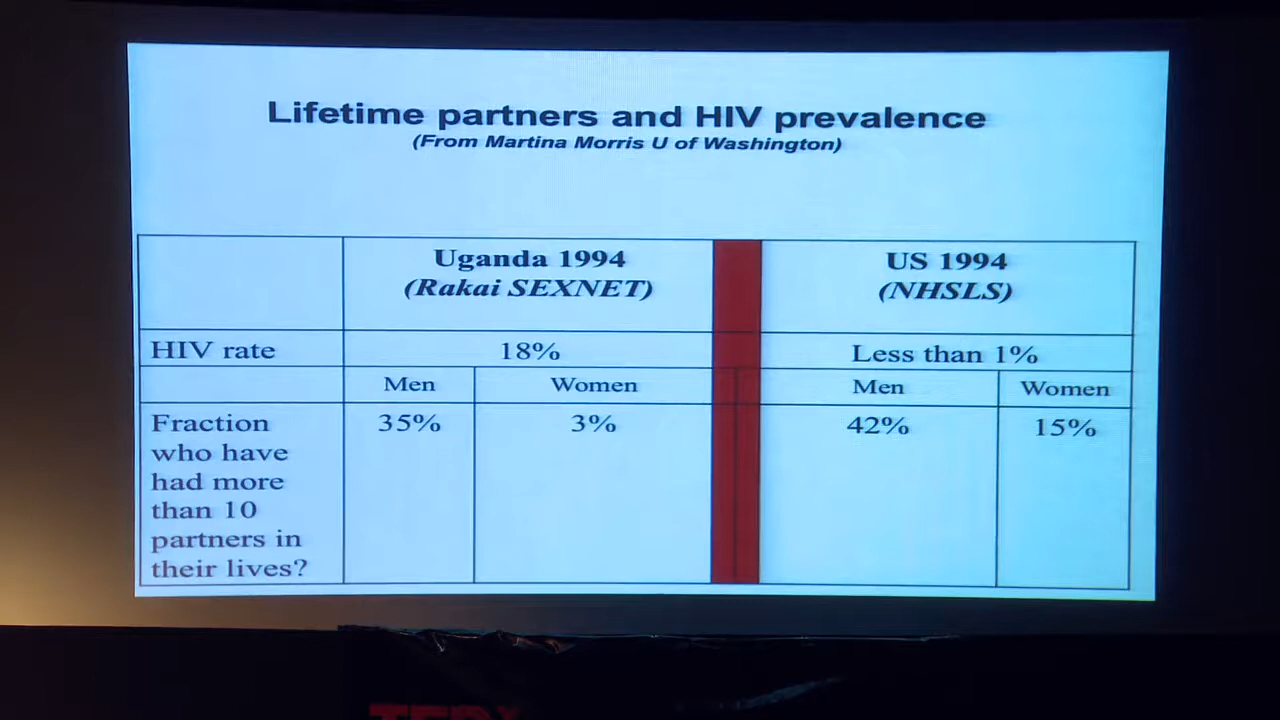 Lifetime partners and HIV prevalence
(From Martina Morris U of Washington)
Uganda 1994
(Rakai SEXNET)
US 1994
(NHSLS)
HIV rate
18%
Less than 1%
Men
Women
Men
Women
Fraction
who have
had more
than 10
partners in
their lives?
35%
3%
42%
15%